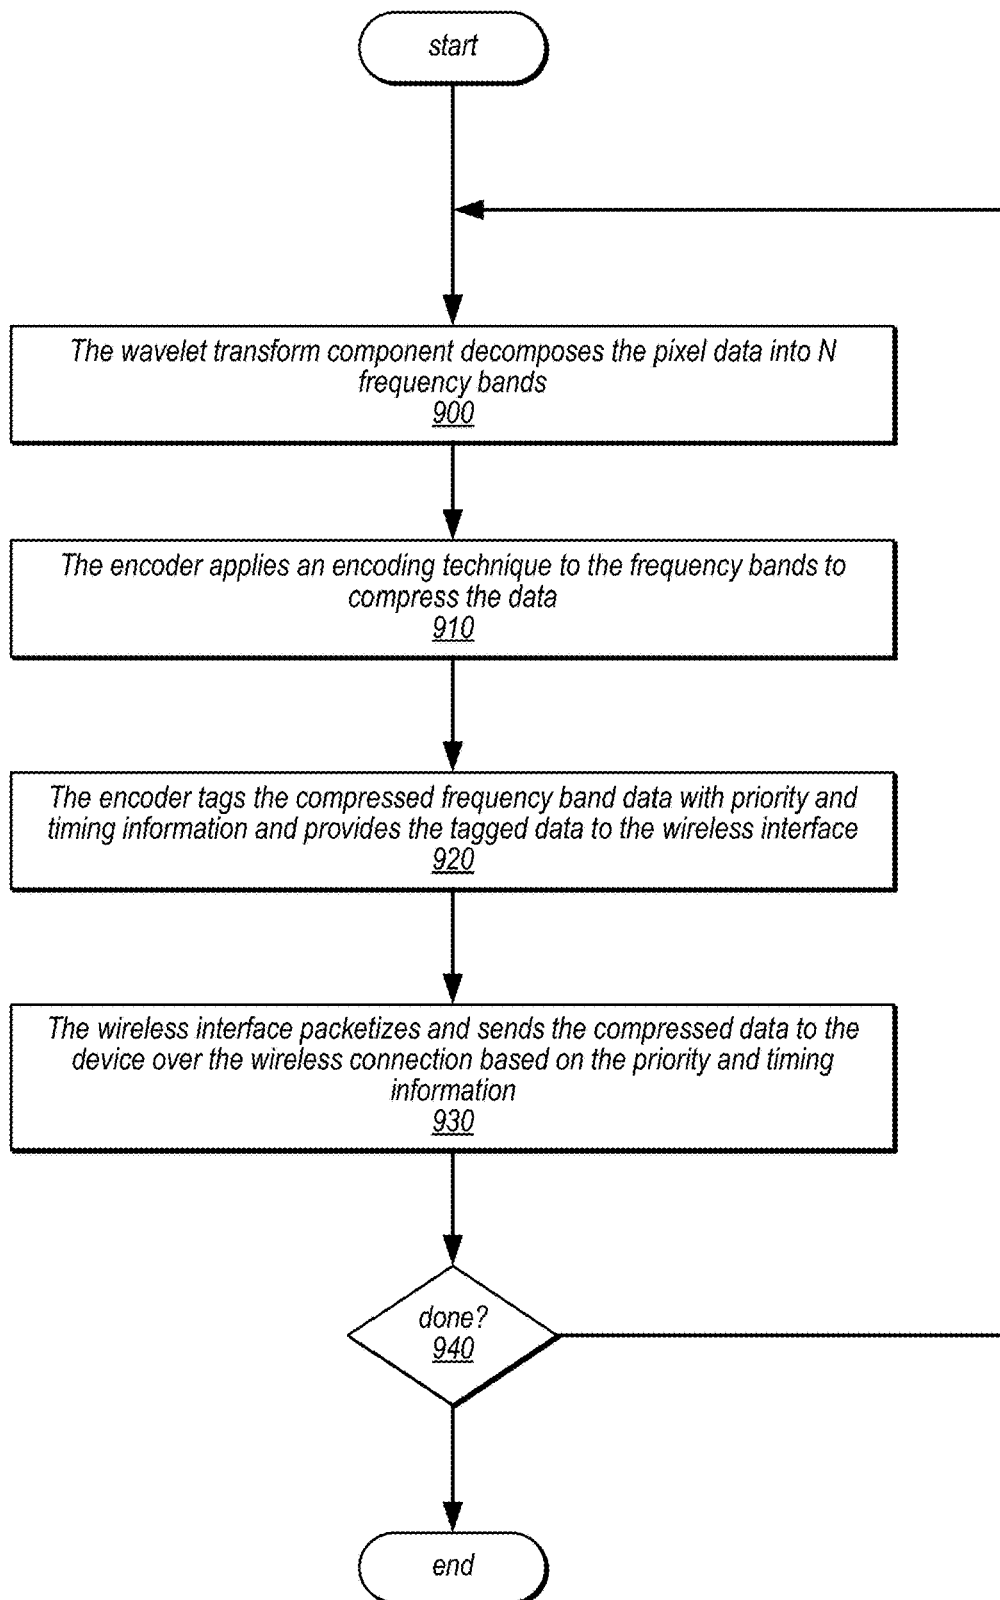 start
The wavelet transform component decomposes the pixel data into N
frequency bands
900
The encoder applies an encoding technique to the frequency bands to
compress the data
910
The encoder tags the compressed frequency band data with priority and
timing information and provides the tagged data to the wireless interface
920
The wireless interface packetizes and sends the compressed data to the
device over the wireless connection based on the priority and timing
information
930
done?
940
end